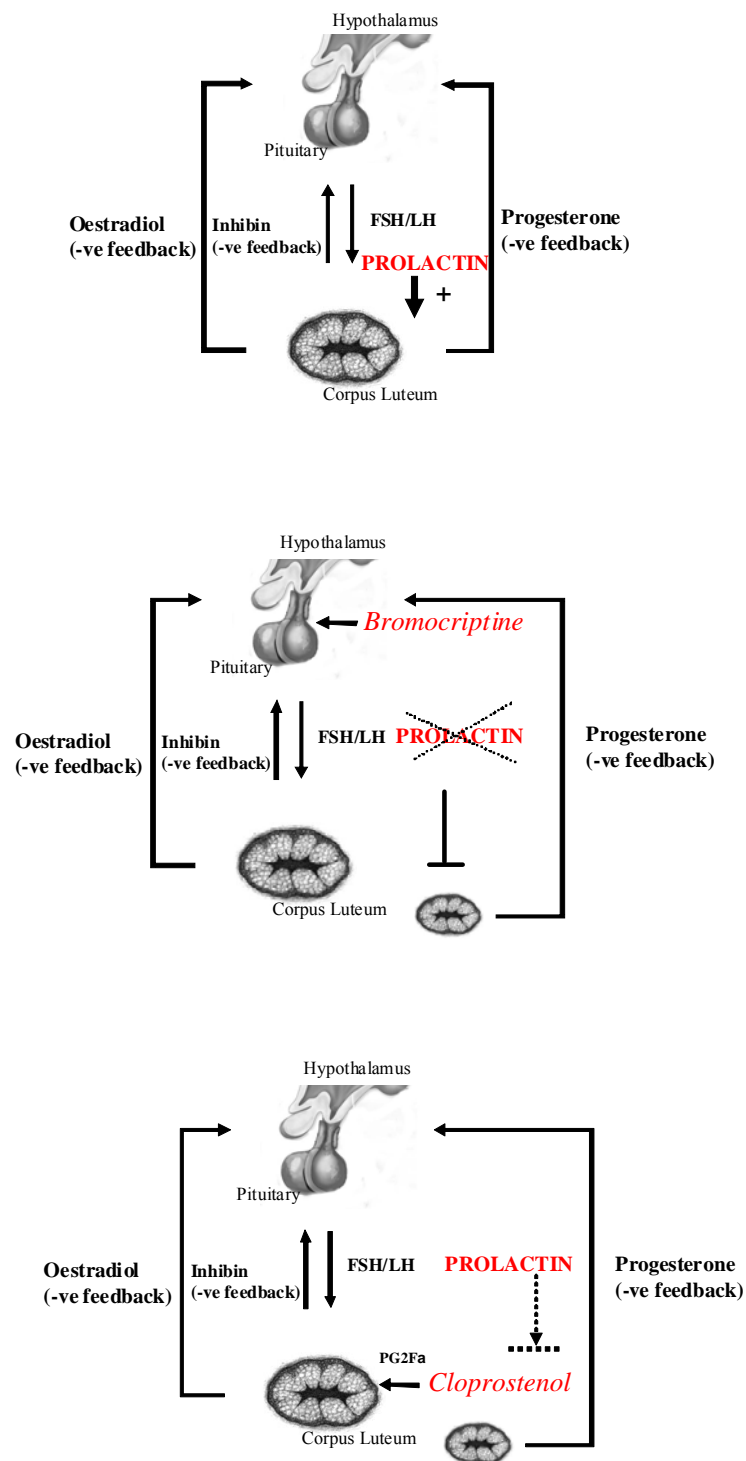 Hypothalamus
Pituitary
Oestradiol
(-ve feedback)
Inhibin
(-ve feedback)
FSH/LH
PROLACTIN
+
Progesterone
(-ve feedback)
Corpus Luteum
Hypothalamus
Bromocriptine
Pituitary
Oestradiol
(-ve feedback)
Inhibin
(-ve feedback)
FSH/LH
PROLACTIN
Progesterone
(-ve feedback)
Corpus Luteum
Hypothalamus
Pituitary
Oestradiol
(-ve feedback)
Inhibin
(-ve feedback)
FSH/LH
PROLACTIN
Progesterone
(-ve feedback)
PG2Fa
Cloprostenol
Corpus Luteum